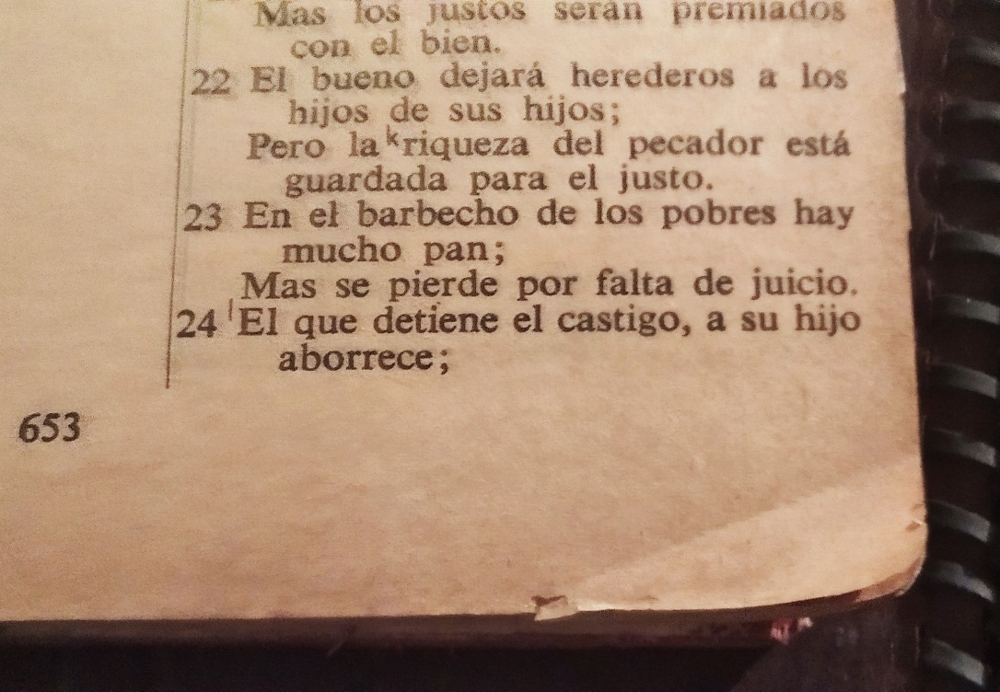 Mas los justos serán premiados
con el bien.
22 El bueno dejará herederos a los
hijos de sus hijos;
Pero la kriqueza del pecador está
guardada para el justo.
23 En el barbecho de los pobres hay
mucho pan;
Mas se pierde por falta de juicio.
24 lEl que detiene el castigo, a su hijo
aborrece;
653